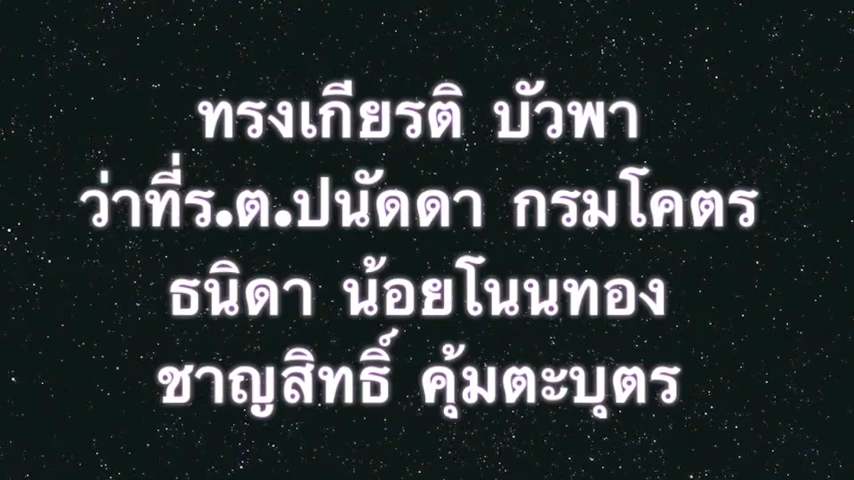 ทรงเกียรติ บัวพา
ว่าที่ร.ต.ปนัดดา กรมโคตร
ธนิดา น้อยโนนทอง
ชาญสิทธิ์ คุ้มตะบุตร